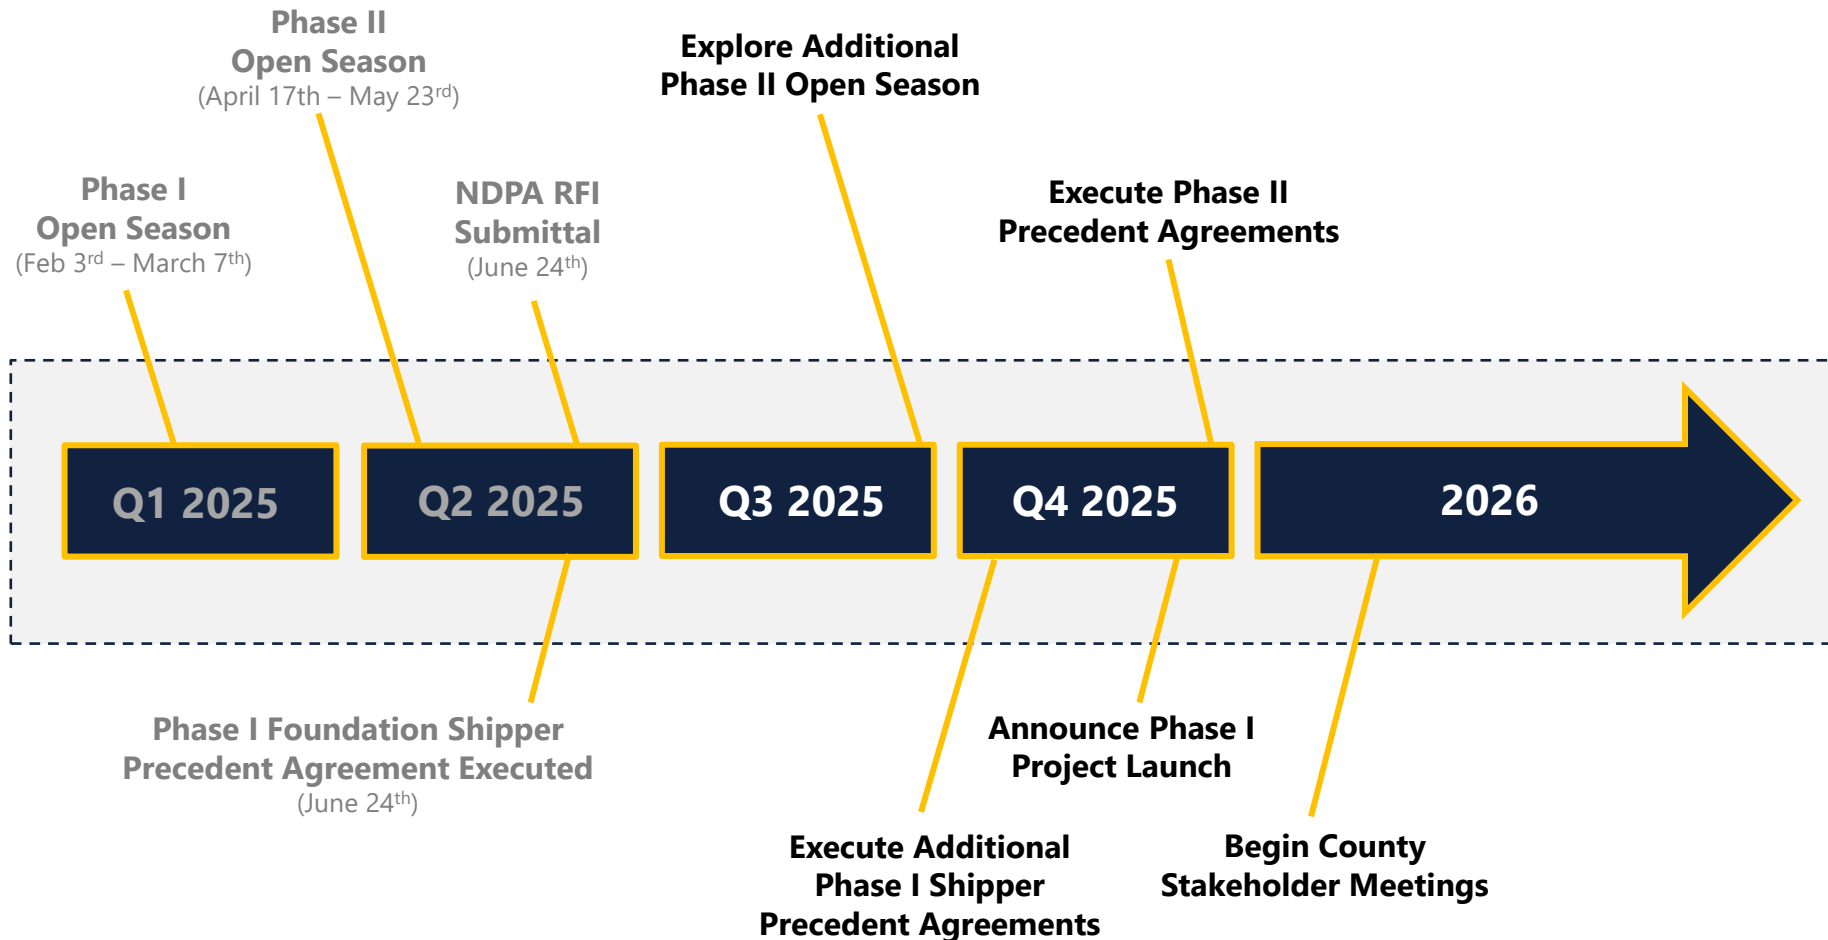 Phase II
Open Season
(April 17th – May 23rd)
Explore Additional
Phase II Open Season
Phase I
Open Season
(Feb 3rd – March 7th)
NDPA RFI
Submittal
(June 24th)
Execute Phase II
Precedent Agreements
Q1 2025
Q2 2025
Q3 2025
Q4 2025
2026
Phase I Foundation Shipper
Precedent Agreement Executed
(June 24th)
Announce Phase I
Project Launch
Execute Additional
Phase I Shipper
Precedent Agreements
Begin County
Stakeholder Meetings